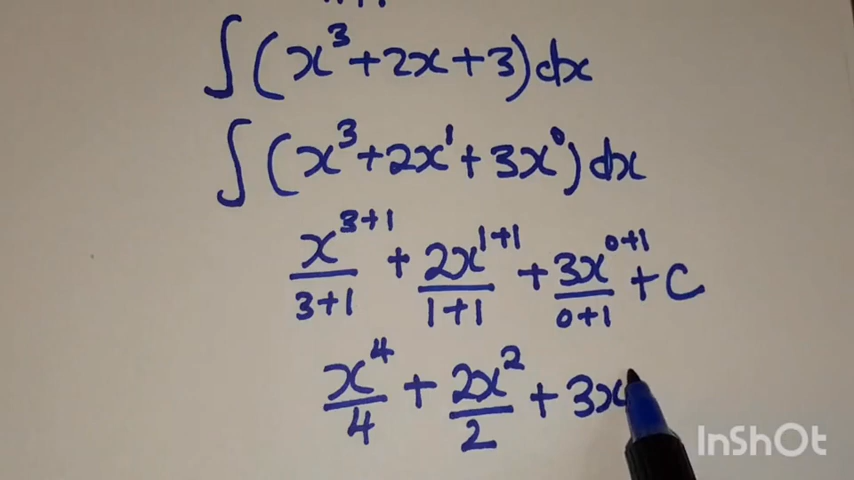 ∫(x³+2x+3)dx
∫(x³+2x¹+3x⁰)dx
x³⁺¹/3+1 + 2x¹⁺¹/1+1 + 3x⁰⁺¹/0+1 + C
x⁴/4 + 2x²/2 + 3x
InShOt